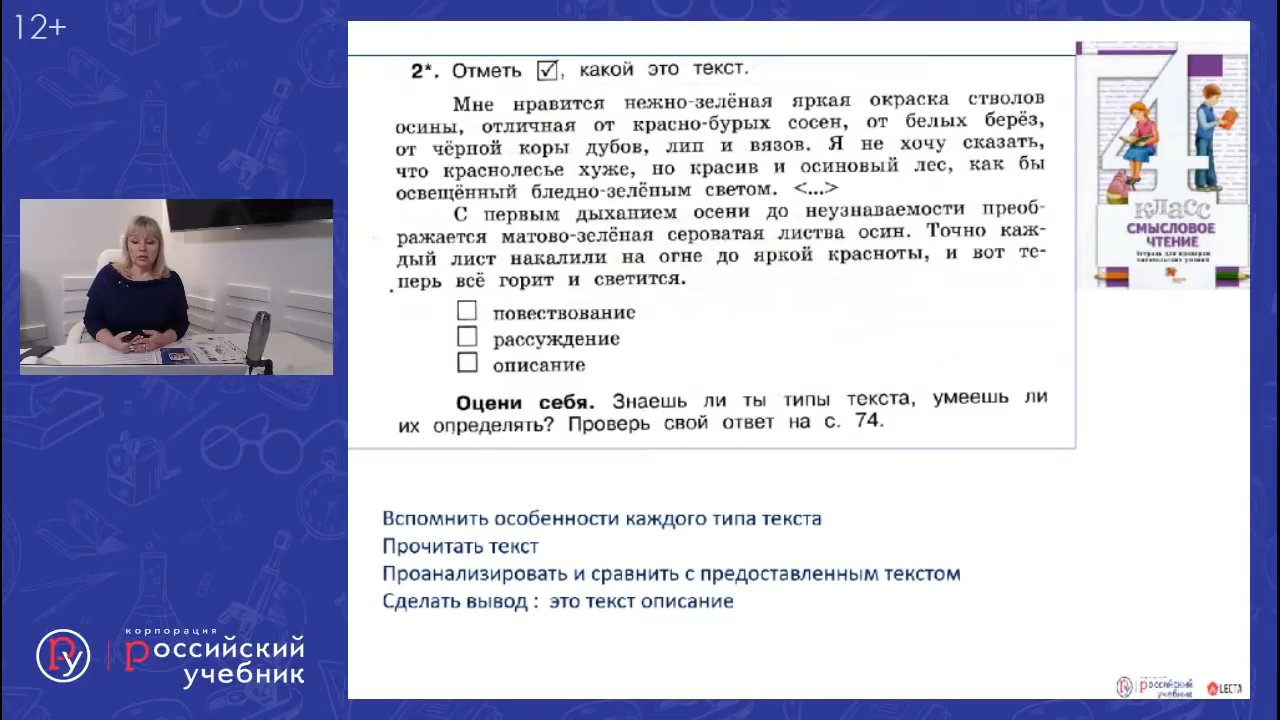 12+
2*. Отметь ☑, какой это текст.
Мне нравится нежно-зелёная яркая окраска стволов
осины, отличная от красно-бурых сосен, от белых берёз,
от чёрной коры дубов, лип и вязов. Я не хочу сказать,
что краснолесье хуже, но красив и осиновый лес, как бы
освещённый бледно-зелёным светом. <...>
С первым дыханием осени до неузнаваемости преоб-
ражается матово-зелёная сероватая листва осин. Точно каж-
дый лист накалили на огне до яркой красноты, и вот те-
перь всё горит и светится.
☐ повествование
☐ рассуждение
☐ описание
Оцени себя. Знаешь ли ты типы текста, умеешь ли
их определять? Проверь свой ответ на с. 74.
4
класс
СМЫСЛОВОЕ
ЧТЕНИЕ
Вспомнить особенности каждого типа текста
Прочитать текст
Проанализировать и сравнить с предоставленным текстом
Сделать вывод : это текст описание
Ру
корпорация
российский
учебник
российский
учебник
LECTA